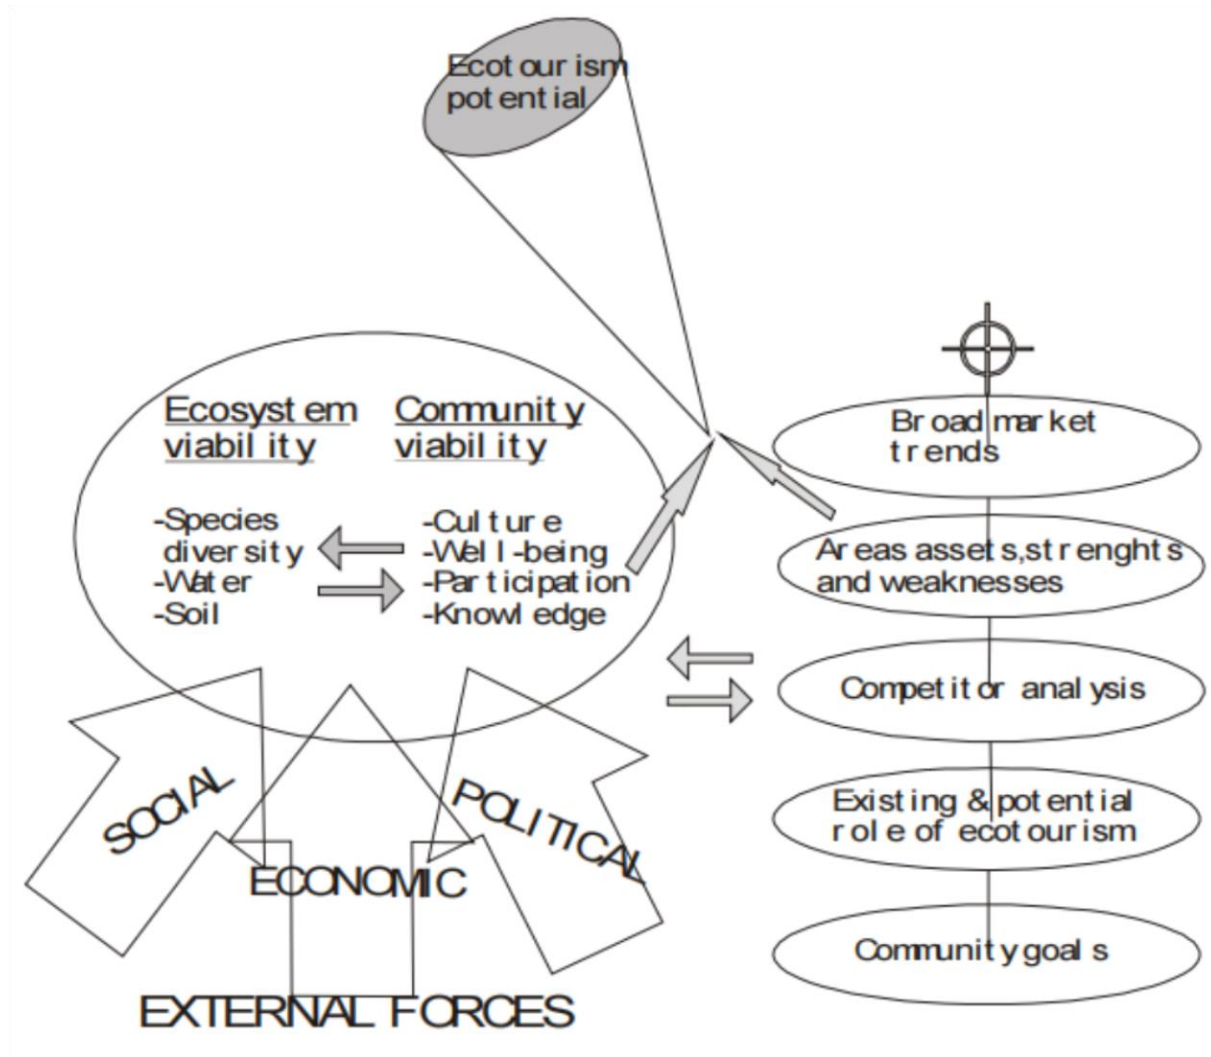 Ecotourism
potential
Ecosystem
viability
-Species
diversity
-Water
-Soil
Community
viability
-Culture
-Well-being
-Participation
-Knowledge
Broad market
trends
Areas assets,strenghts
and weaknesses
Competitor analysis
Existing & potential
role of ecotourism
Community goals
SOCIAL
ECONOMIC
POLITICAL
EXTERNAL FORCES